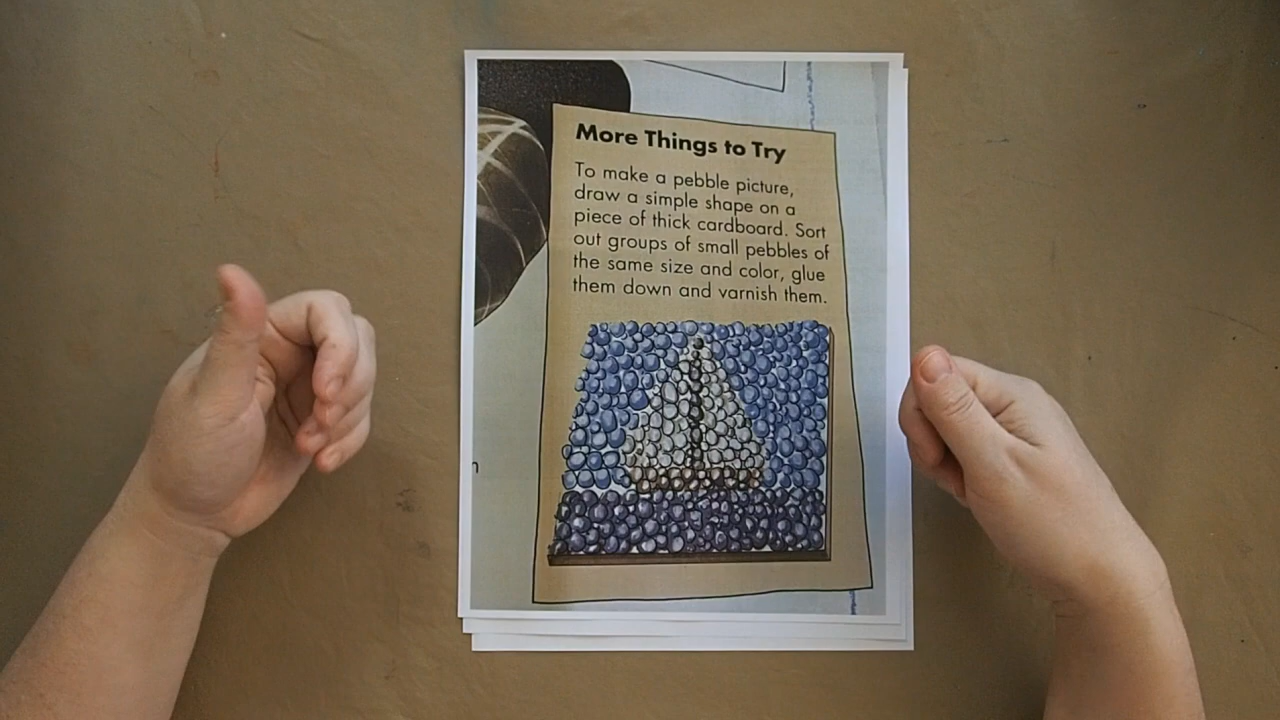 More Things to Try
To make a pebble picture,
draw a simple shape on a
piece of thick cardboard. Sort
out groups of small pebbles of
the same size and color, glue
them down and varnish them.
n